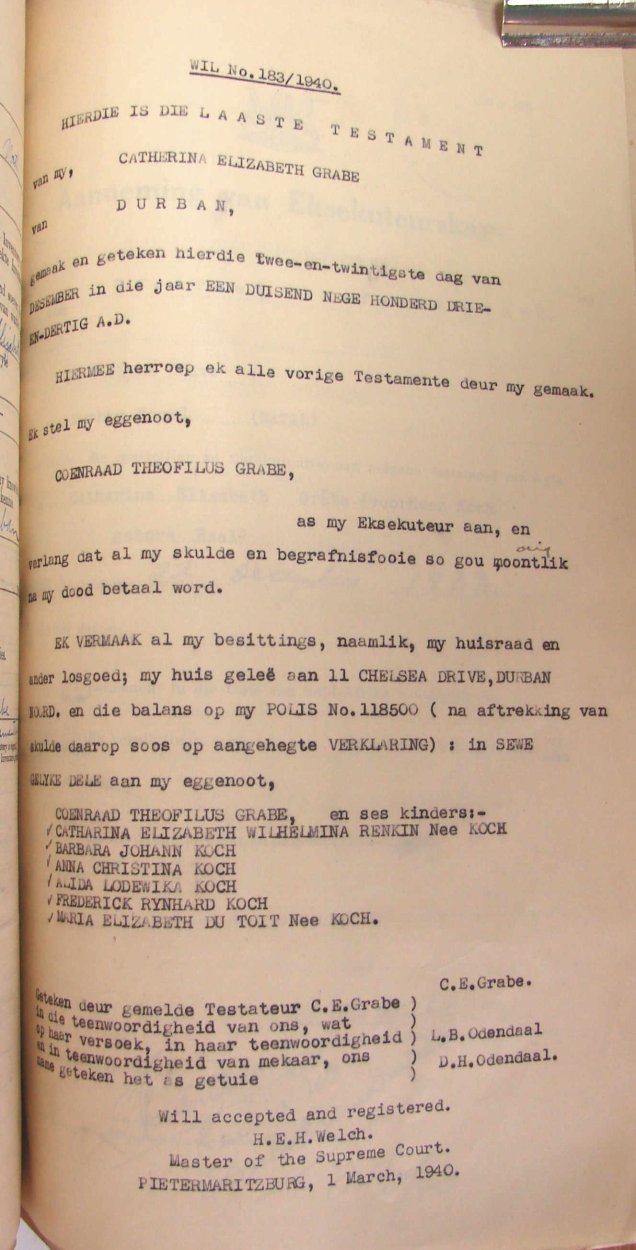 WIL No.183/1940.
HIERDIE IS DIE L A A S T E T E S T A M E N T
van my, CATHERINA ELIZABETH GRABE
van D U R B A N,
gemaak en geteken hierdie twee-en-twintigste dag van
DESEMBER in die jaar EEN DUISEND NEGE HONDERD DRIE-
EN-DERTIG A.D.
HIERMEE herroep ek alle vorige Testamente deur my gemaak.
Ek stel my eggenoot,
COENRAAD THEOFILUS GRABE,
as my Eksekuteur aan, en
verlang dat al my skulde en begrafnisfooie so gou moontlik
na my dood betaal word.
EK VERMAAK al my besittings, naamlik, my huisraad en
ander losgoed; my huis geleë aan 11 CHELSEA DRIVE, DURBAN
NOORD. en die balans op my POLIS No.118500 ( na aftrekking van
skulde daarop soos op aangehegte VERKLARING) : in SEWE
GELYKE DELE aan my eggenoot,
COENRAAD THEOFILUS GRABE, en ses kinders:-
✓CATHARINA ELIZABETH WILHELMINA RENKIN Nee KOCH
✓BARBARA JOHANN KOCH
✓ANNA CHRISTINA KOCH
✓ALIDA LODEWIKA KOCH
✓FREDERICK RYNHARD KOCH
✓MARIA ELIZABETH DU TOIT Nee KOCH.
C.E.Grabe.
Geteken deur gemelde Testateur C.E.Grabe )
in die teenwoordigheid van ons, wat )
op haar versoek, in haar teenwoordigheid ) L.B.Odendaal
en in teenwoordigheid van mekaar, ons ) D.H.Odendaal.
name geteken het as getuie )
Will accepted and registered.
H.E.H.Welch.
Master of the Supreme Court.
PIETERMARITZBURG, 1 March, 1940.